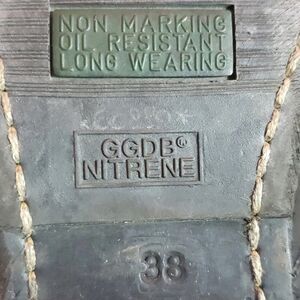 NON MARKING
OIL RESISTANT
LONG WEARING
GGDB®
NITRENE
38